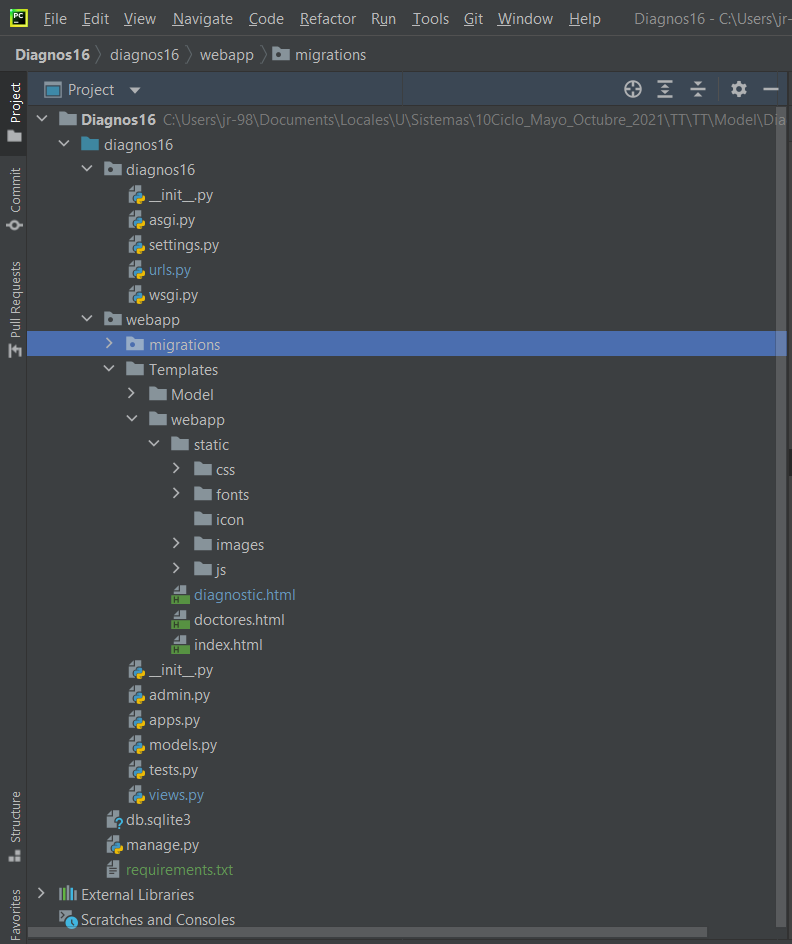 PC File Edit View Navigate Code Refactor Run Tools Git Window Help Diagnos16 - C:\Users\jr-
Diagnos16 diagnos16 webapp migrations
Project
Commit
Pull Requests
Structure
Favorites
Project
Diagnos16 C:\Users\jr-98\Documents\Locales\U\Sistemas\10Ciclo_Mayo_Octubre_2021\TT\TT\Model\Dia
diagnos16
diagnos16
__init__.py
asgi.py
settings.py
urls.py
wsgi.py
webapp
migrations
Templates
Model
webapp
static
css
fonts
icon
images
js
H diagnostic.html
H doctores.html
H index.html
__init__.py
admin.py
apps.py
models.py
tests.py
views.py
db.sqlite3
manage.py
requirements.txt
External Libraries
Scratches and Consoles